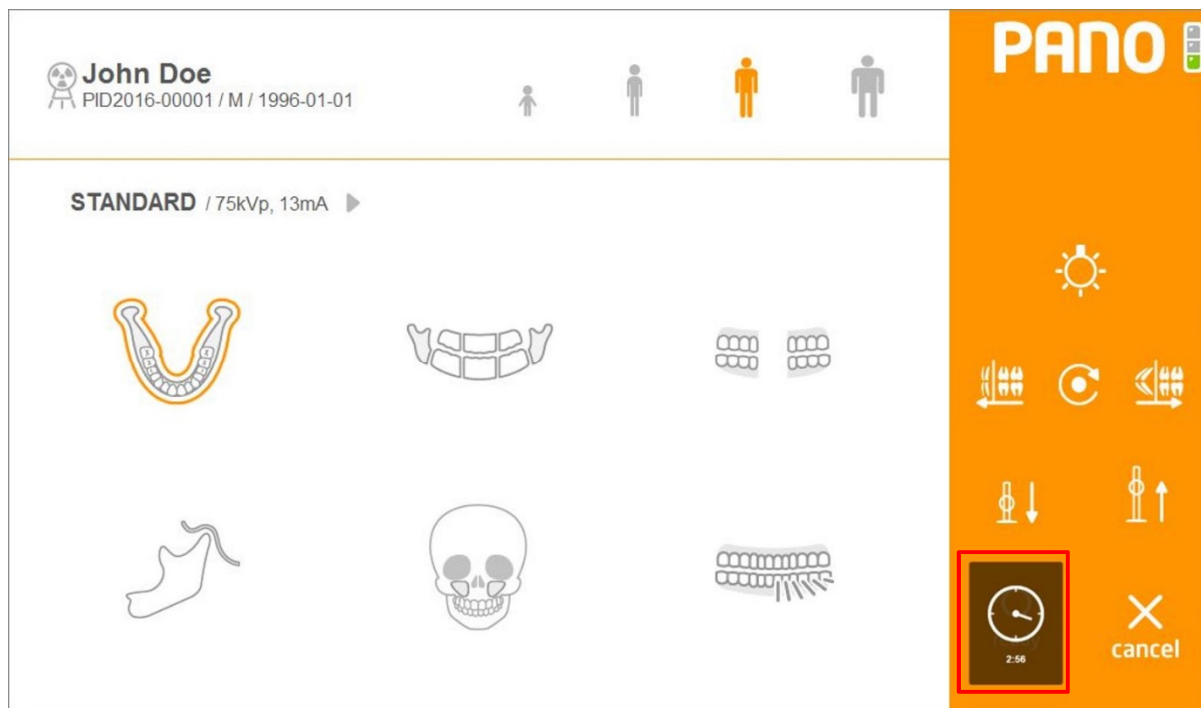 John Doe
PID2016-00001 / M / 1996-01-01
PANO
STANDARD / 75kVp, 13mA
2:56
cancel